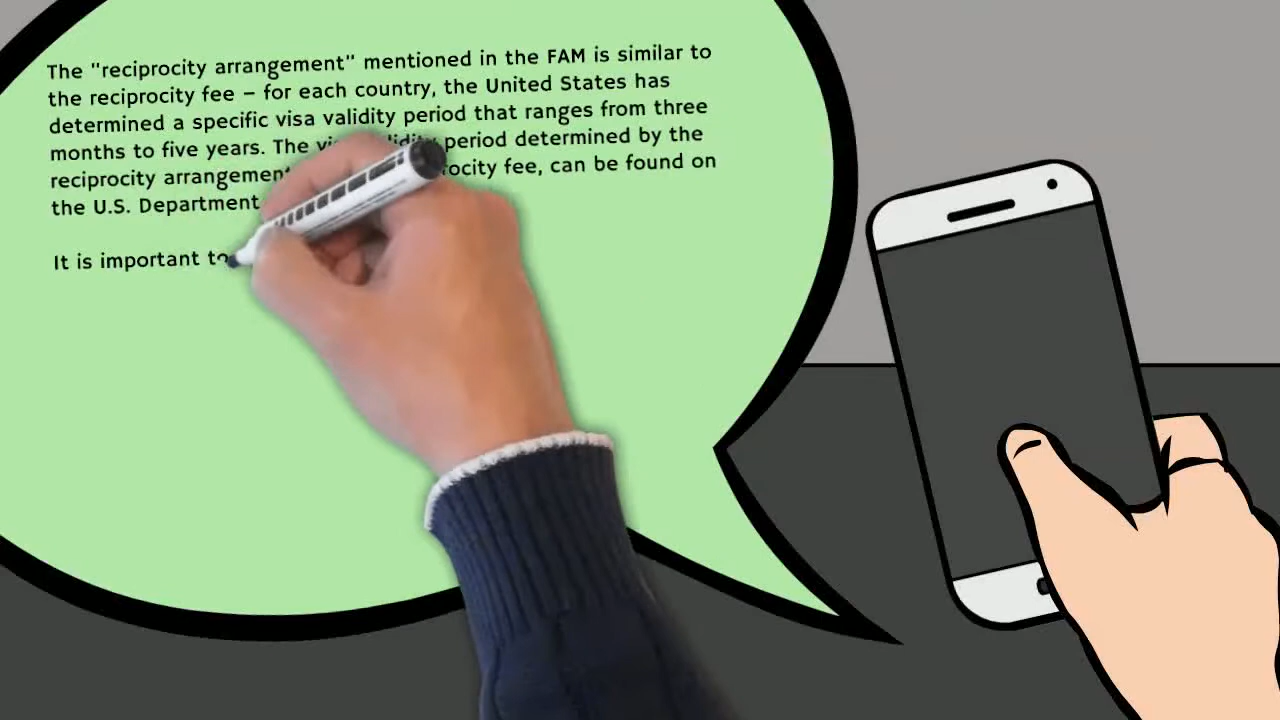 The "reciprocity arrangement" mentioned in the FAM is similar to
the reciprocity fee – for each country, the United States has
determined a specific visa validity period that ranges from three
months to five years. The period determined by the
reciprocity fee, can be found on
the U.S. Department
It is important to